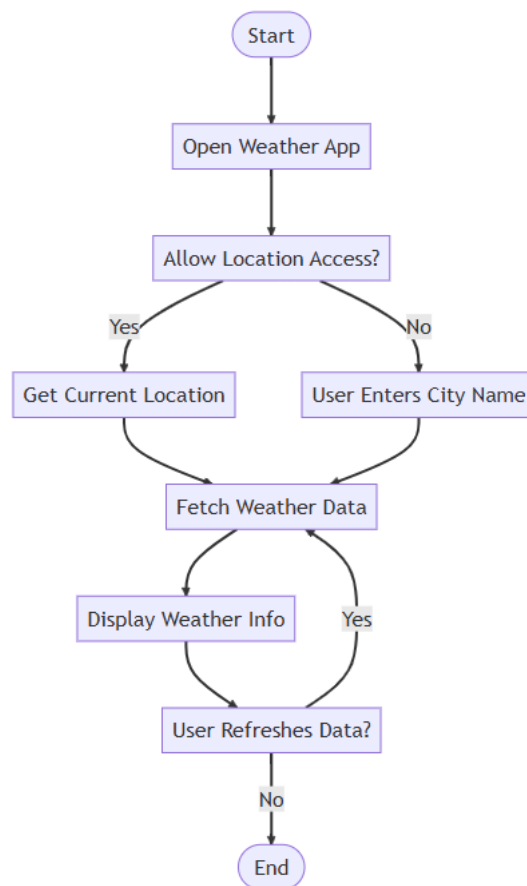 Start
Open Weather App
Allow Location Access?
Yes
No
Get Current Location
User Enters City Name
Fetch Weather Data
Display Weather Info
Yes
User Refreshes Data?
No
End